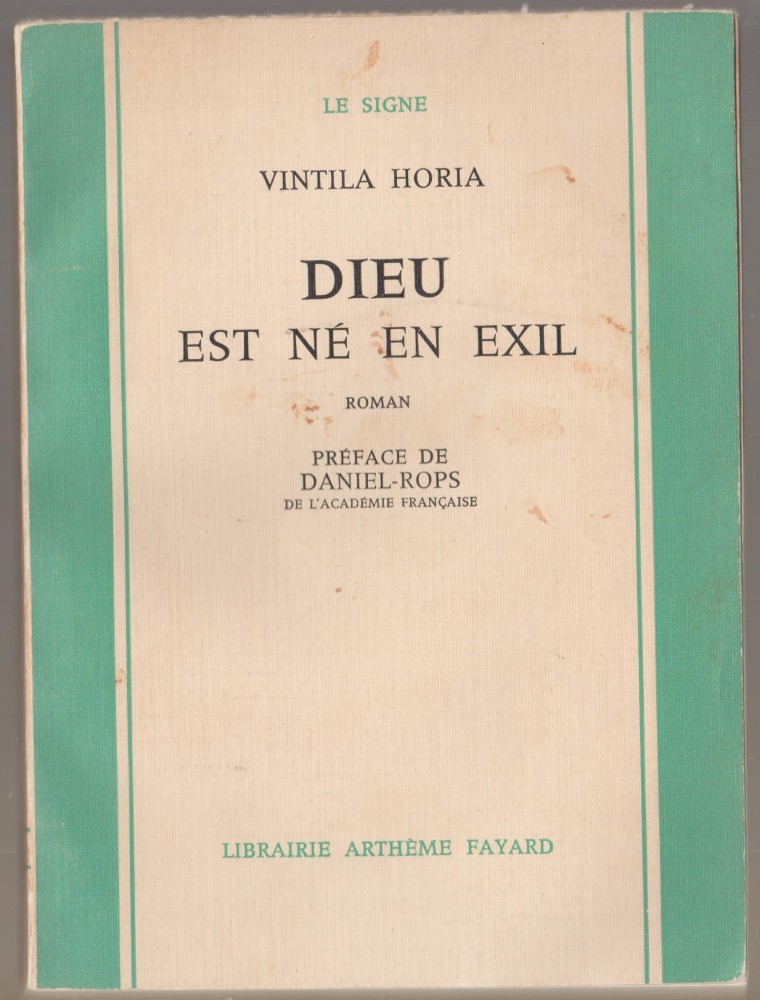 LE SIGNE
VINTILA HORIA
DIEU
EST NÉ EN EXIL
ROMAN
PRÉFACE DE
DANIEL-ROPS
DE L'ACADÉMIE FRANÇAISE
LIBRAIRIE ARTHÈME FAYARD